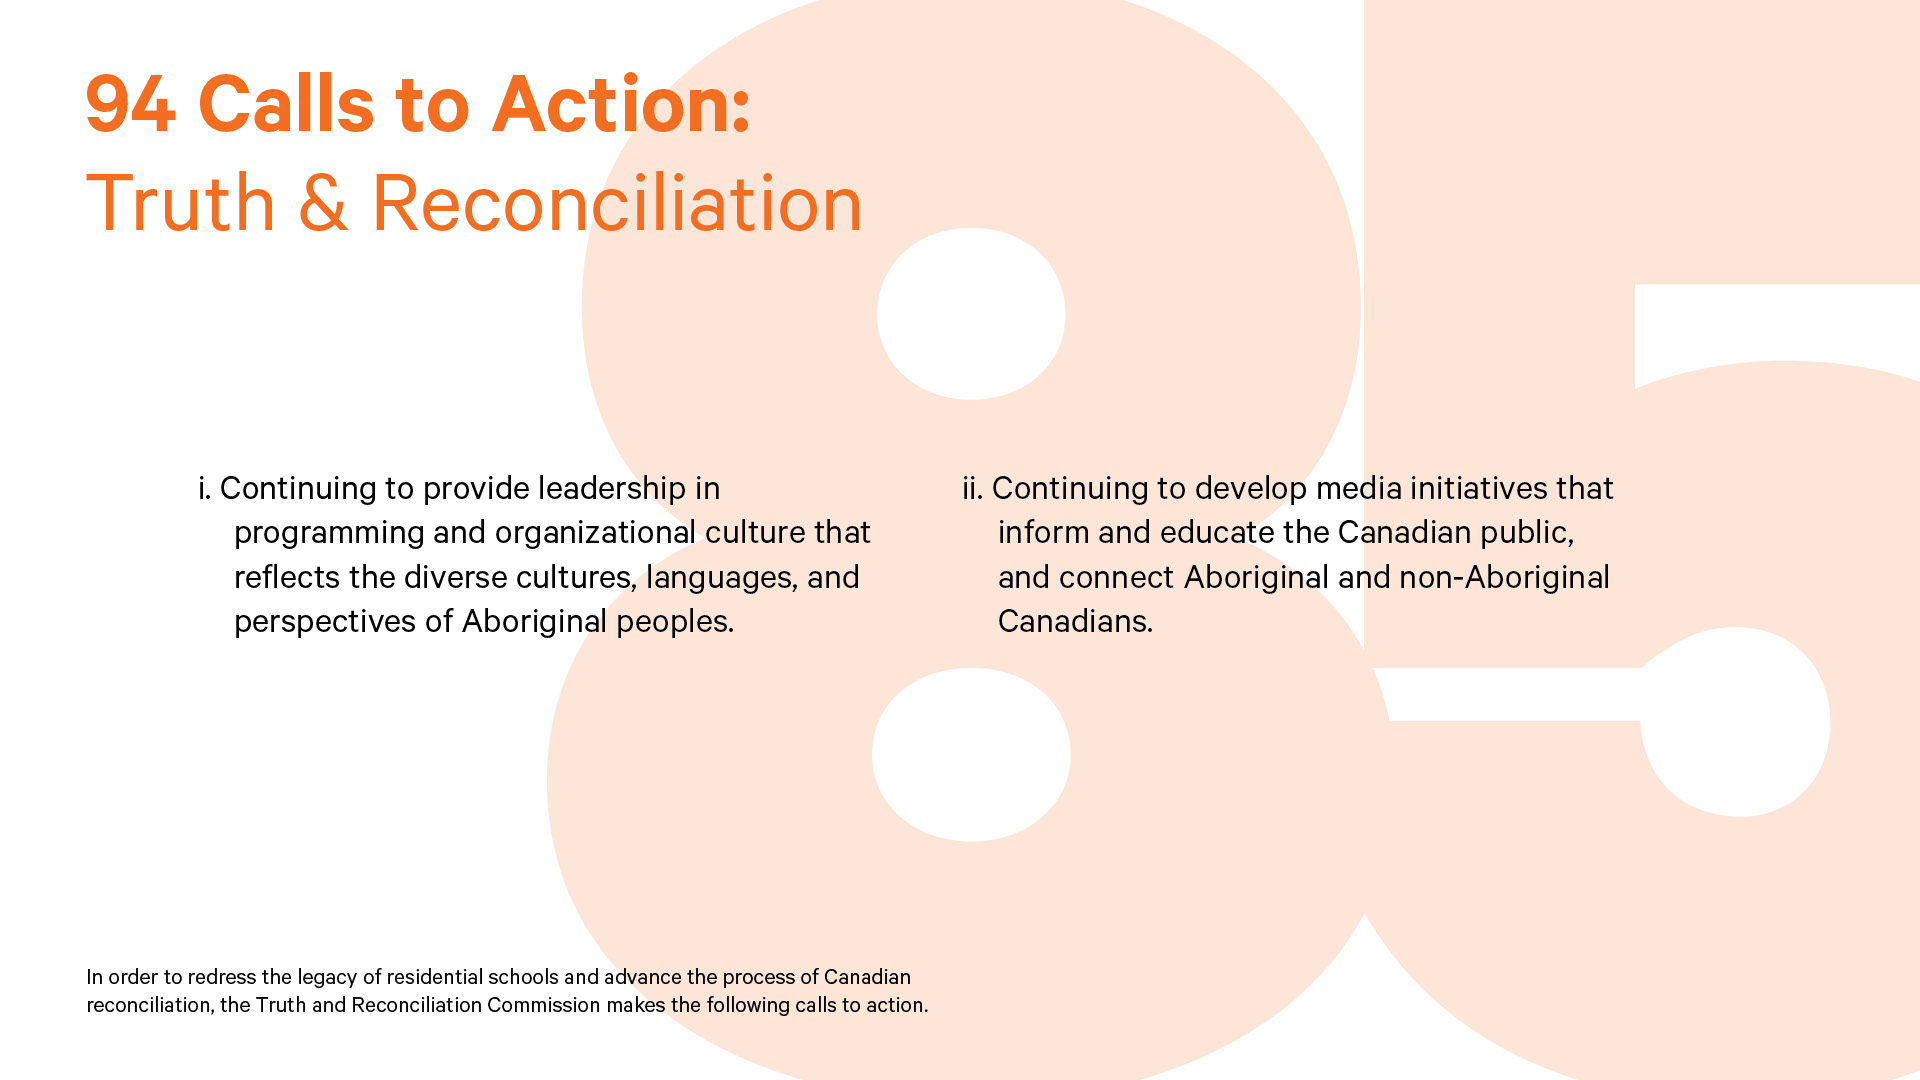 94 Calls to Action:
Truth & Reconciliation
85
i. Continuing to provide leadership in
programming and organizational culture that
reflects the diverse cultures, languages, and
perspectives of Aboriginal peoples.
ii. Continuing to develop media initiatives that
inform and educate the Canadian public,
and connect Aboriginal and non-Aboriginal
Canadians.
In order to redress the legacy of residential schools and advance the process of Canadian
reconciliation, the Truth and Reconciliation Commission makes the following calls to action.